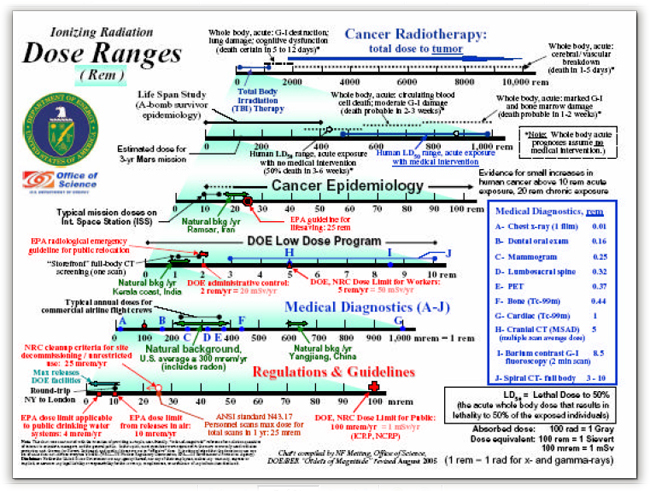 Ionizing Radiation
Dose Ranges
( Rem )
Office of
Science
Whole body, acute: G-I destruction;
lung damage; cognitive dysfunction
(death certain in 5 to 12 days)*
Cancer Radiotherapy:
total dose to tumor
Whole body, acute:
cerebral/ vascular
breakdown
(death in 1-5 days)*
0
2000
4000
6000
8000
10,000 rem
Total Body
Irradiation
(TBI) Therapy
Life Span Study
(A-bomb survivor
epidemiology)
Whole body, acute: circulating blood
cell death; moderate G-I damage
(death probable in 2-3 weeks)*
Whole body, acute: marked G-I
and bone marrow damage
(death probable in 1-2 weeks)*
0 100 200 300 400 500 600 700 800 900 1000 rem
Estimated dose for
3-yr Mars mission
Human LD50 range, acute exposure
with no medical intervention
(50% death in 3-6 weeks)*
Human LD50 range, acute exposure
with medical intervention
*Note: Whole body acute
prognoses assume no
medical intervention.)
Cancer Epidemiology
Evidence for small increases in
human cancer above 10 rem acute
exposure, 20 rem chronic exposure
0 10 20 30 40 50 60 70 80 90 100 rem
Typical mission doses on
Int. Space Station (ISS)
Natural bkg /yr
Ramsar, Iran
EPA guideline for
lifesaving: 25 rem
EPA radiological emergency
guideline for public relocation
DOE Low Dose Program
"Storefront" full-body CT
screening (one scan)
H
I
J
0 1 2 3 4 5 6 7 8 9 10 rem
Natural bkg /yr
Kerala coast, India
DOE administrative control:
2 rem/yr = 20 mSv/yr
DOE, NRC Dose Limit for Workers:
5 rem/yr = 50 mSv/yr
Typical annual doses for
commercial airline flight crews
Medical Diagnostics (A-J)
A B C D E F G
0 100 200 300 400 500 600 700 800 900 1,000 mrem = 1 rem
Natural background,
U.S. average ≅ 300 mrem/yr
(includes radon)
Natural bkg /yr
Yangjiang, China
NRC cleanup criteria for site
decommissioning / unrestricted
use: 25 mrem/yr
Regulations & Guidelines
Max releases
DOE facilities
Round-trip
NY to London
0 10 20 30 40 50 60 70 80 90 100 mrem
EPA dose limit applicable
to public drinking water
systems: 4 mrem/yr
EPA dose limit
from releases in air:
10 mrem/yr
ANSI standard N43.17
Personnel scans max dose for
total scans in 1 yr: 25 mrem
DOE, NRC Dose Limit for Public:
100 mrem/yr = 1 mSv/yr
(ICRP, NCRP)
Medical Diagnostics, rem
A- Chest x-ray (1 film) 0.01
B- Dental oral exam 0.16
C- Mammogram 0.25
D- Lumbosacral spine 0.32
E- PET 0.37
F- Bone (Tc-99m) 0.44
G- Cardiac (Tc-99m) 1
H- Cranial CT (MSAD) 5
(multiple scan average dose)
I- Barium contrast G-I 8.5
fluoroscopy (2 min scan)
J- Spiral CT- full body 3 - 10
LD50 = Lethal Dose to 50%
(the acute whole body dose that results in
lethality to 50% of the exposed individuals)
Absorbed dose: 100 rad = 1 Gray
Dose equivalent: 100 rem = 1 Sievert
100 mrem = 1 mSv
(1 rem ~ 1 rad for x- and gamma-rays)
Chart compiled by NF Metting, Office of Science,
DOE/BER "Orders of Magnitude" revised August 2005